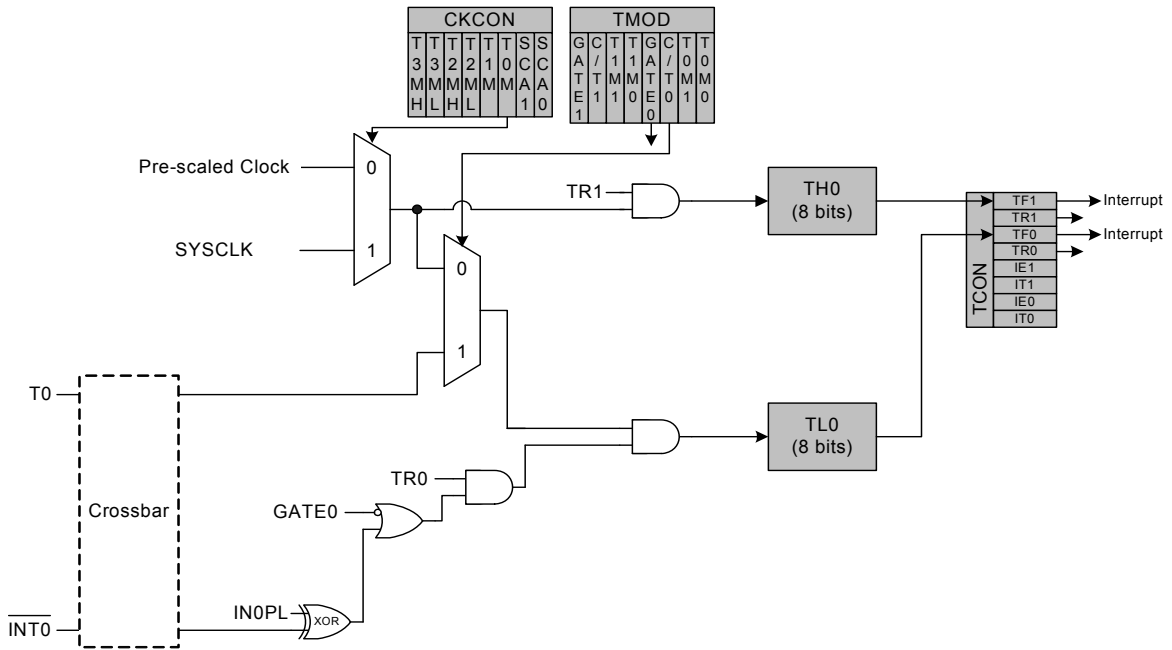 CKCON
T3MH
T3ML
T2MH
T2ML
T1M
T0M
SCA1
SCA0
TMOD
GATE1
C/T1
T1M1
T1M0
GATE0
C/T0
T0M1
T0M0
Pre-scaled Clock
0
SYSCLK
1
TR1
TH0
(8 bits)
TCON
TF1
TR1
TF0
TR0
IE1
IT1
IE0
IT0
Interrupt
Interrupt
0
1
T0
Crossbar
TL0
(8 bits)
TR0
GATE0
IN0PL
XOR
INT0